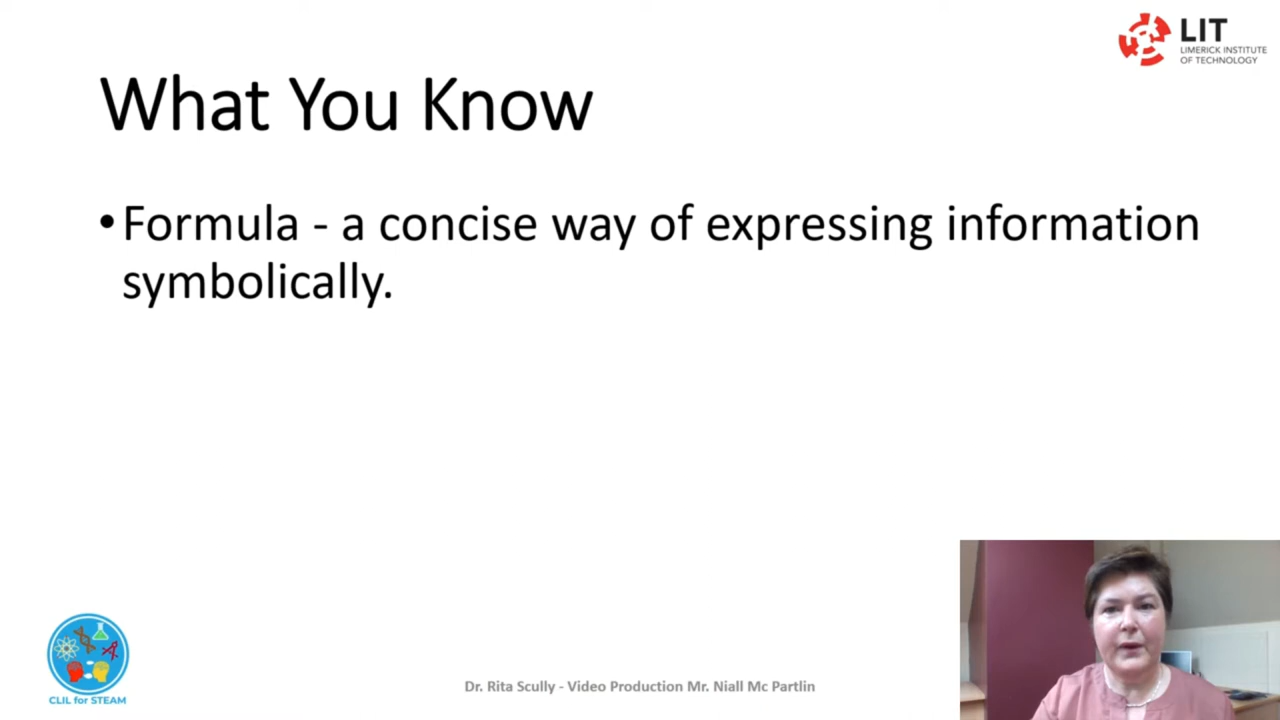 LIT
LIMERICK INSTITUTE
OF TECHNOLOGY
What You Know
• Formula - a concise way of expressing information
symbolically.
CLIL for STEAM
Dr. Rita Scully - Video Production Mr. Niall Mc Partlin